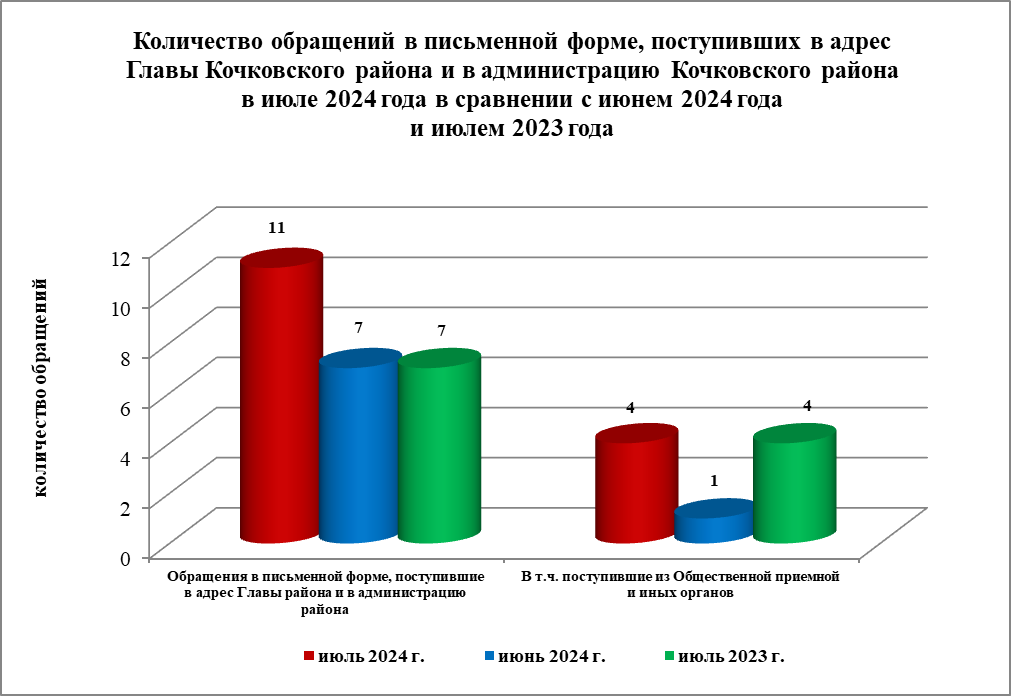 Количество обращений в письменной форме, поступивших в адрес
Главы Кочковского района и в администрацию Кочковского района
в июле 2024 года в сравнении с июнем 2024 года
и июлем 2023 года
количество обращений
12
10
8
6
4
2
0
11
7
7
4
1
4
Обращения в письменной форме, поступившие
в адрес Главы района и в администрацию
района
В т.ч. поступившие из Общественной приемной
и иных органов
июль 2024 г.
июнь 2024 г.
июль 2023 г.